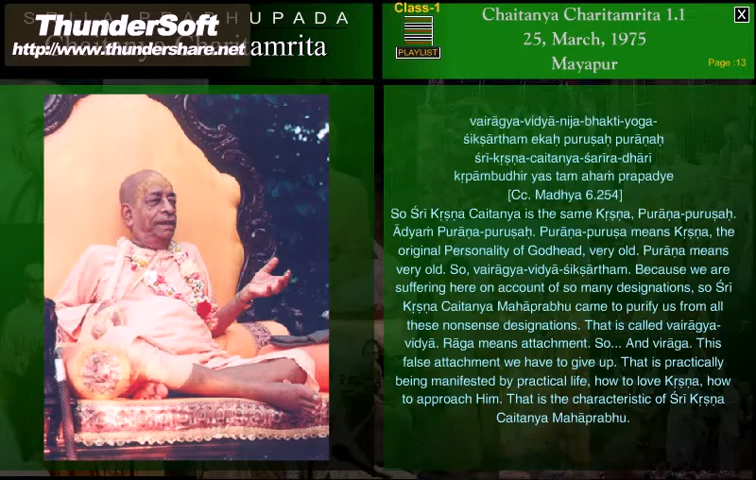 SRILA PRABHUPADA
ThunderSoft
http://www.thundershare.net
Chaitanya Charitamrita
Class-1
PLAYLIST
Chaitanya Charitamrita 1.1
25, March, 1975
Mayapur
X
Page :13
vairāgya-vidyā-nija-bhakti-yoga-
śikṣārtham ekaḥ puruṣaḥ purāṇaḥ
śrī-kṛṣṇa-caitanya-śarīra-dhārī
kṛpāmbudhir yas tam ahaṁ prapadye
[Cc. Madhya 6.254]
So Śrī Kṛṣṇa Caitanya is the same Kṛṣṇa, Purāṇa-puruṣaḥ.
Ādyaṁ Purāṇa-puruṣaḥ. Purāṇa-puruṣa means Kṛṣṇa, the
original Personality of Godhead, very old. Purāṇa means
very old. So, vairāgya-vidyā-śikṣārtham. Because we are
suffering here on account of so many designations, so Śrī
Kṛṣṇa Caitanya Mahāprabhu came to purify us from all
these nonsense designations. That is called vairāgya-
vidyā. Rāga means attachment. So... And virāga. This
false attachment we have to give up. That is practically
being manifested by practical life, how to love Kṛṣṇa, how
to approach Him. That is the characteristic of Śrī Kṛṣṇa
Caitanya Mahāprabhu.